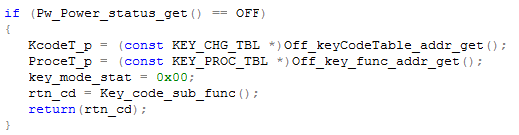 if (Pw_Power_status_get() == OFF)
{
KcodeT_p = (const KEY_CHG_TBL *)Off_keyCodeTable_addr_get();
ProceT_p = (const KEY_PROC_TBL *)Off_key_func_addr_get();
key_mode_stat = 0x00;
rtn_cd = Key_code_sub_func();
return(rtn_cd);
}